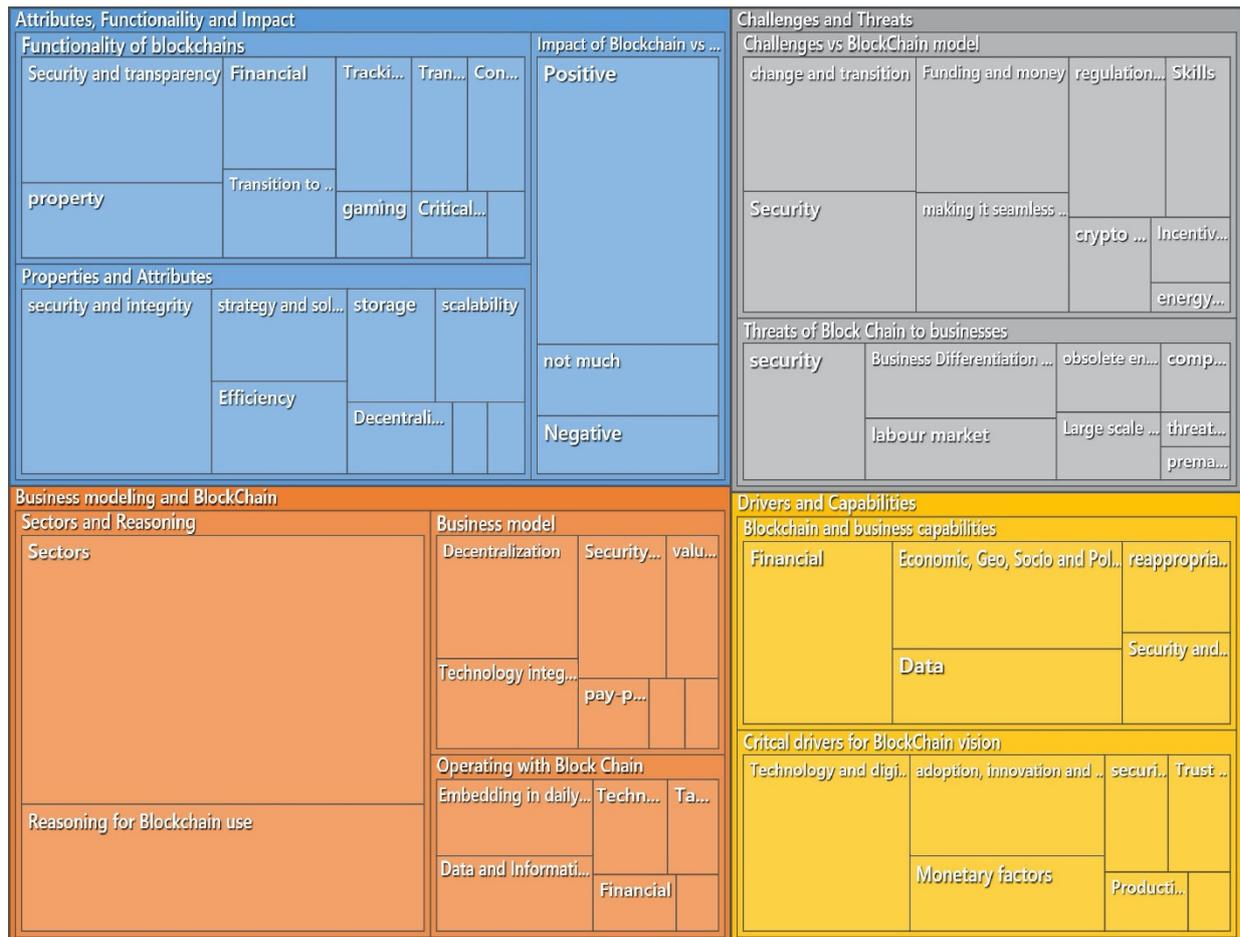 Attributes, Functionaility and Impact
Functionality of blockchains
Security and transparency
Financial
Tracki...
Tran...
Con...
property
Transition to ..
gaming
Critical...
Impact of Blockchain vs ...
Positive
not much
Negative
Properties and Attributes
security and integrity
strategy and sol...
storage
scalability
Efficiency
Decentrali...
Challenges and Threats
Challenges vs BlockChain model
change and transition
Funding and money
regulation...
Skills
Security
making it seamless ..
crypto ...
Incentiv...
energy...
Threats of Block Chain to businesses
security
Business Differentiation ...
obsolete en...
comp...
labour market
Large scale ...
threat...
prema...
Business modeling and BlockChain
Sectors and Reasoning
Sectors
Reasoning for Blockchain use
Business model
Decentralization
Security...
valu...
Technology integ...
pay-p...
Operating with Block Chain
Embedding in daily...
Techn...
Ta...
Data and Informati...
Financial
Drivers and Capabilities
Blockchain and business capabilities
Financial
Economic, Geo, Socio and Pol...
reappropria..
Data
Security and..
Critcal drivers for BlockChain vision
Technology and digi..
adoption, innovation and ..
securi..
Trust ..
Monetary factors
Producti..